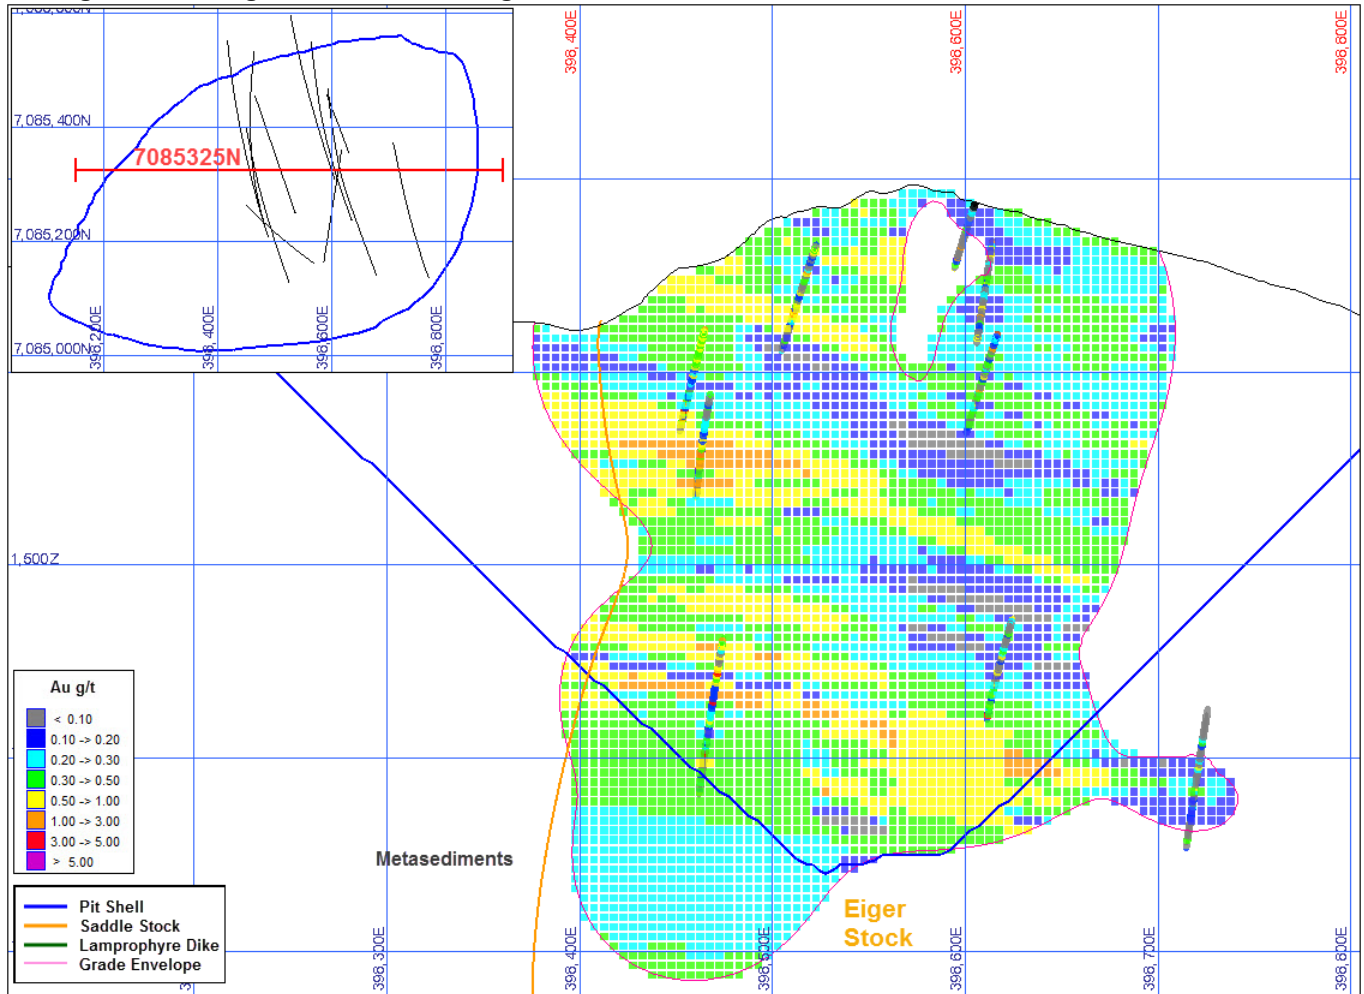 7,085,400N
7085325N
7,085,200N
7,085,000N
398,200E
398,400E
398,600E
398,800E
398,400E
398,600E
398,800E
1,500Z
Au g/t
< 0.10
0.10 -> 0.20
0.20 -> 0.30
0.30 -> 0.50
0.50 -> 1.00
1.00 -> 3.00
3.00 -> 5.00
> 5.00
Metasediments
Pit Shell
Saddle Stock
Lamprophyre Dike
Grade Envelope
Eiger
Stock
398,300E
398,400E
398,500E
398,600E
398,700E
398,800E